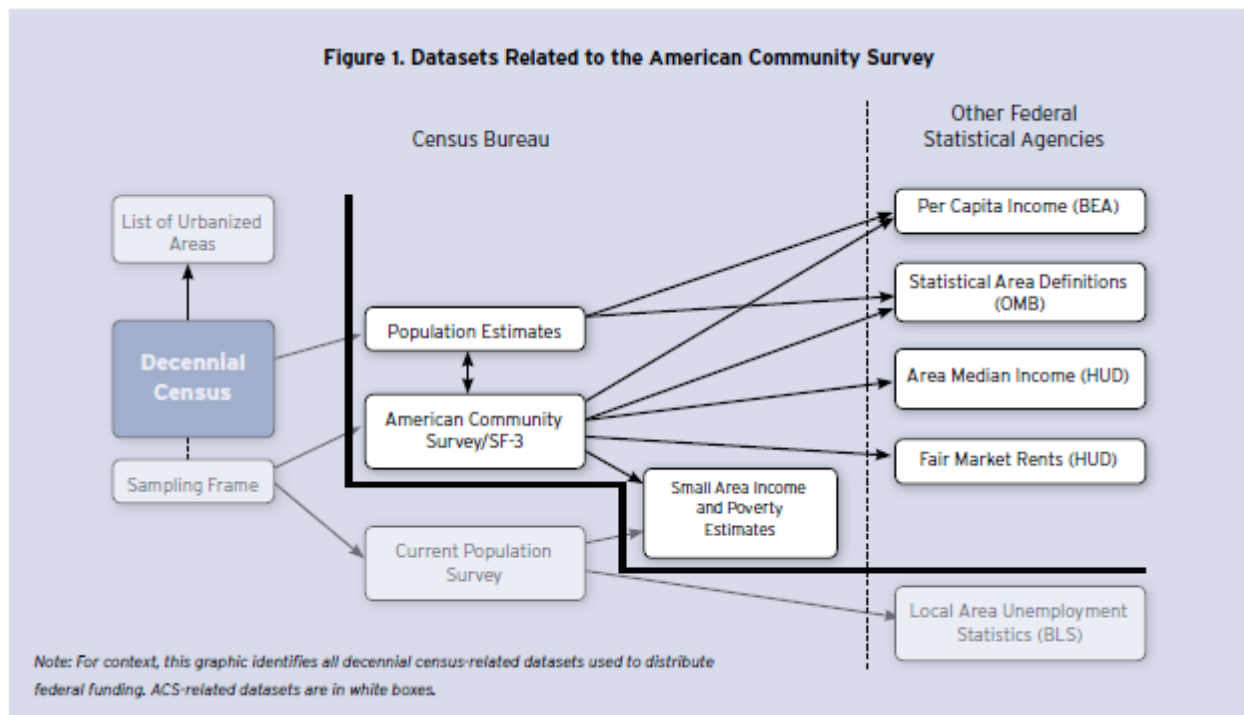 Figure 1. Datasets Related to the American Community Survey
Census Bureau
Other Federal
Statistical Agencies
List of Urbanized
Areas
Decennial
Census
Sampling Frame
Population Estimates
American Community
Survey/SF-3
Current Population
Survey
Small Area Income
and Poverty
Estimates
Per Capita Income (BEA)
Statistical Area Definitions
(OMB)
Area Median Income (HUD)
Fair Market Rents (HUD)
Local Area Unemployment
Statistics (BLS)
Note: For context, this graphic identifies all decennial census-related datasets used to distribute
federal funding. ACS-related datasets are in white boxes.